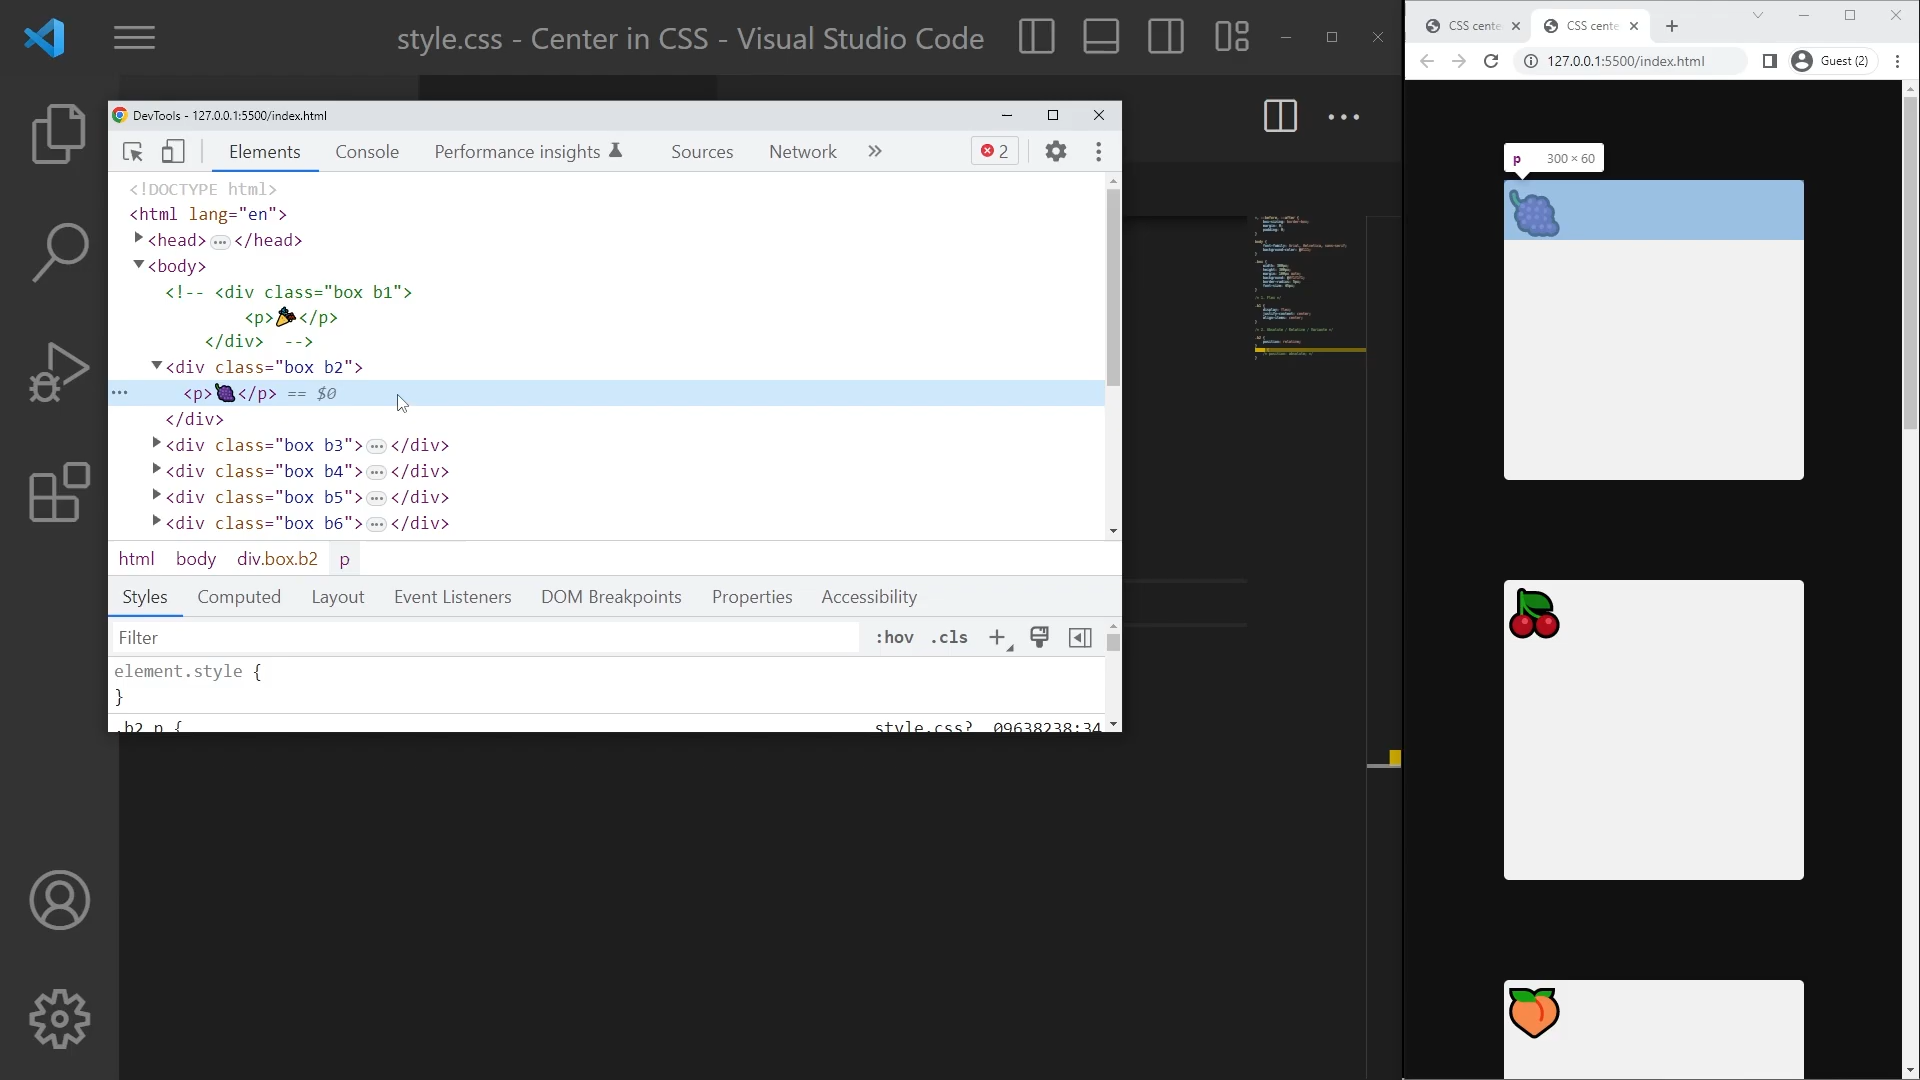 style.css - Center in CSS - Visual Studio Code
DevTools - 127.0.0.1:5500/index.html
Elements
Console
Performance insights
Sources
Network
2
<!DOCTYPE html>
<html lang="en">
<head>…</head>
<body>
<!-- <div class="box b1">
<p>🎉</p>
</div> -->
<div class="box b2">
<p>🍇</p> == $0
</div>
<div class="box b3">…</div>
<div class="box b4">…</div>
<div class="box b5">…</div>
<div class="box b6">…</div>
html body div.box.b2 p
Styles
Computed
Layout
Event Listeners
DOM Breakpoints
Properties
Accessibility
Filter
:hov .cls
element.style {
}
.b2 p {
style.css?…09638238:34
CSS cente
CSS cente
127.0.0.1:5500/index.html
Guest (2)
p 300 × 60